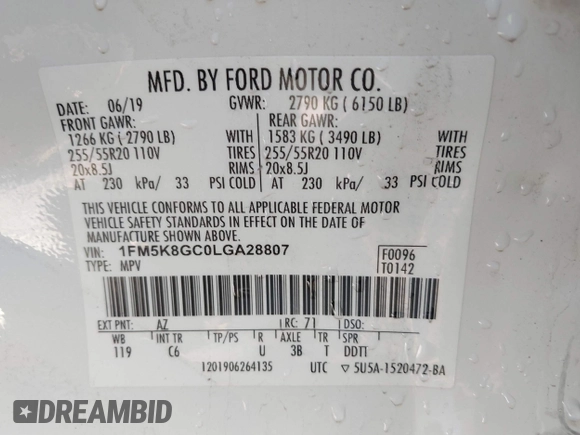 MFD. BY FORD MOTOR CO.
DATE: 06/19 GVWR: 2790 KG ( 6150 LB)
FRONT GAWR: REAR GAWR:
1266 KG ( 2790 LB) WITH 1583 KG ( 3490 LB) WITH
255/55R20 110V TIRES 255/55R20 110V TIRES
20x8.5J RIMS 20x8.5J RIMS
AT 230 kPa/ 33 PSI COLD AT 230 kPa/ 33 PSI COLD
THIS VEHICLE CONFORMS TO ALL APPLICABLE FEDERAL MOTOR
VEHICLE SAFETY STANDARDS IN EFFECT ON THE DATE OF
MANUFACTURE SHOWN ABOVE.
VIN: 1FM5K8GC0LGA28807 F0096
TYPE: MPV T0142
EXT PNT: AZ RC: 71 DSO:
WB INT TR TP/PS R AXLE TR SPR
119 C6 U 3B T DDTT
1201906264135 UTC 5U5A-1520472-BA
DREAMBID